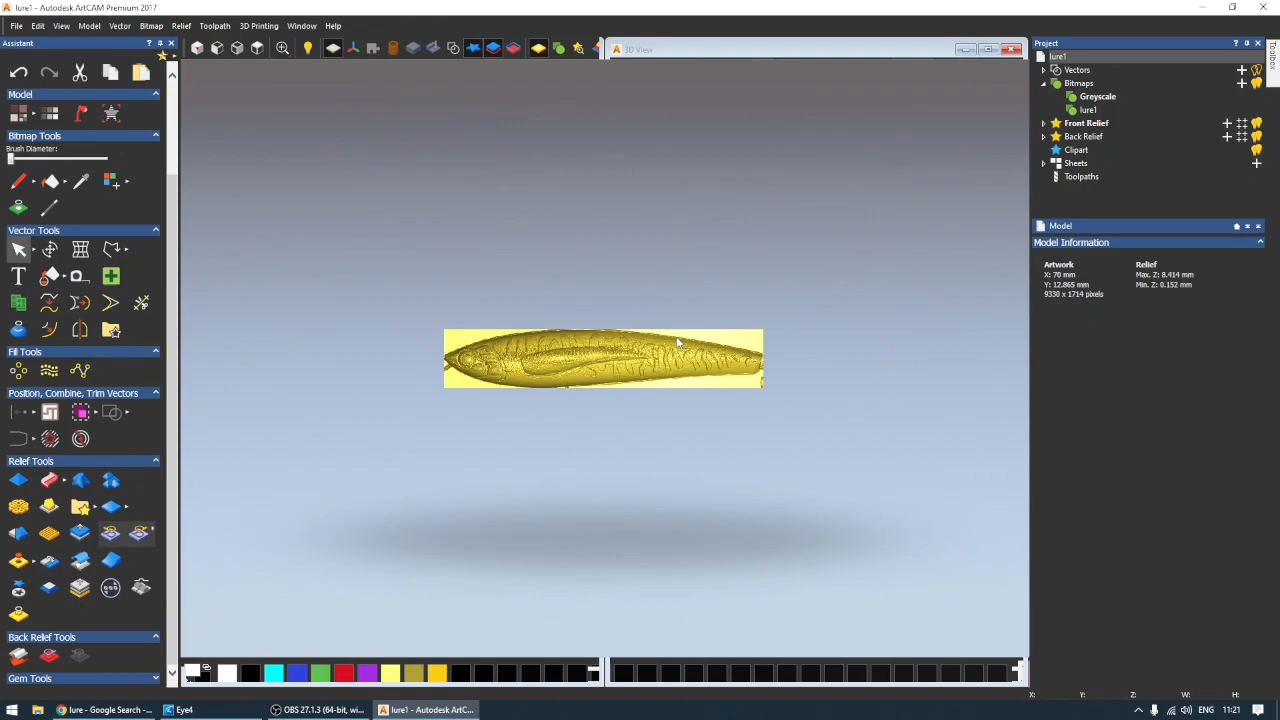 lure1 - Autodesk ArtCAM Premium 2017
File Edit View Model Vector Bitmap Relief Toolpath 3D Printing Window Help
Assistant
3D View
Project
lure1
Toolbox
Vectors
Bitmaps
Greyscale
lure1
Front Relief
Back Relief
Clipart
Sheets
Toolpaths
Model
Model Information
Artwork Relief
X: 70 mm Max. Z: 8.414 mm
Y: 12.865 mm Min. Z: 0.152 mm
9330 x 1714 pixels
Model
Bitmap Tools
Brush Diameter:
Vector Tools
Fill Tools
Position, Combine, Trim Vectors
Relief Tools
Back Relief Tools
Gem Tools
X: Y: Z: W: H:
lure - Google Search -... Eye4 OBS 27.1.3 (64-bit, wi... lure1 - Autodesk ArtC... ENG 11:21